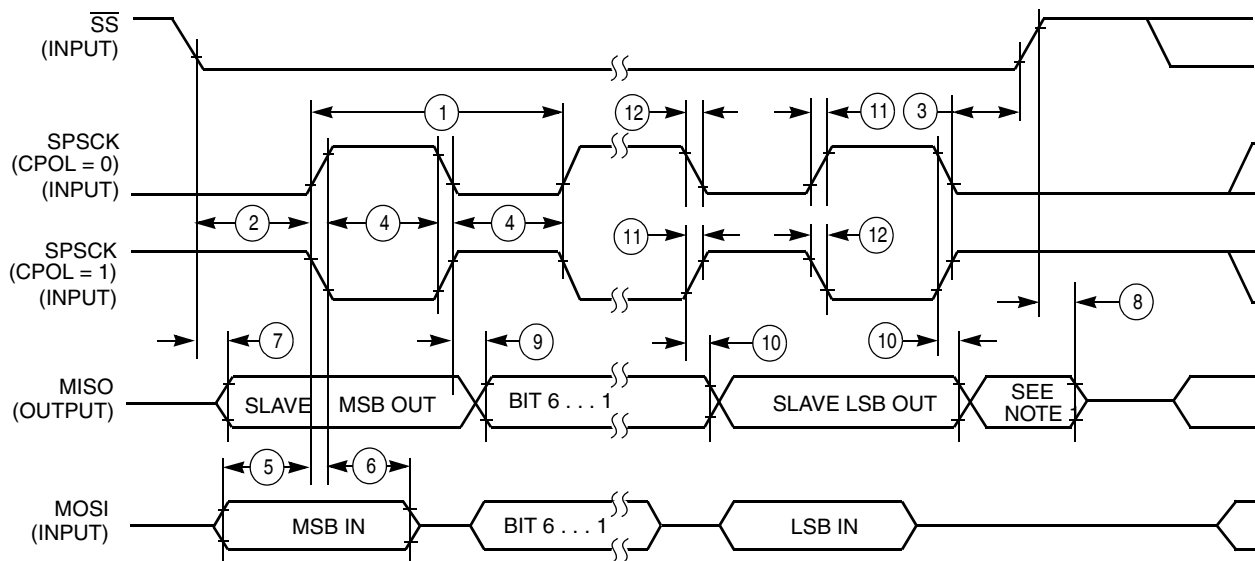 SS
(INPUT)
1
12
11
3
SPSCK
(CPOL = 0)
(INPUT)
2
4
4
11
12
SPSCK
(CPOL = 1)
(INPUT)
8
7
9
10
10
MISO
(OUTPUT)
SLAVE MSB OUT
BIT 6 . . . 1
SLAVE LSB OUT
SEE
NOTE 1
5
6
MOSI
(INPUT)
MSB IN
BIT 6 . . . 1
LSB IN